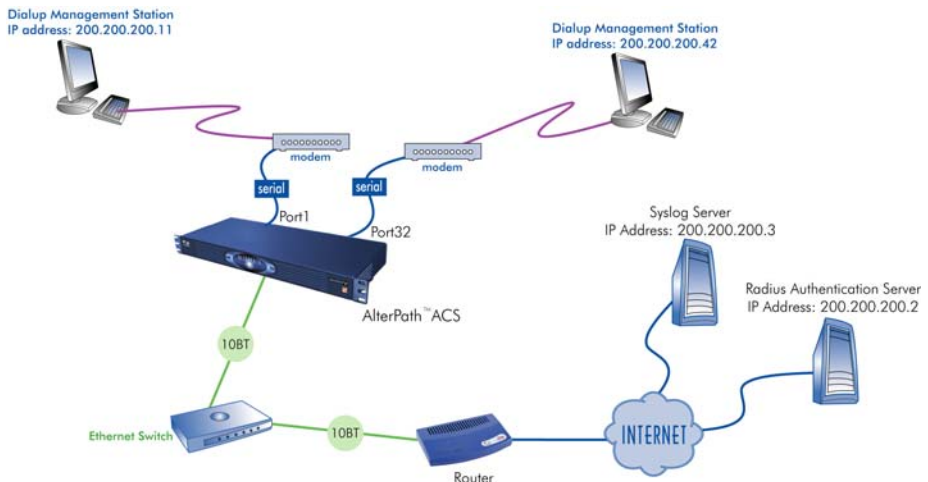 Dialup Management Station
IP address: 200.200.200.11
Dialup Management Station
IP address: 200.200.200.42
modem
modem
serial
serial
Port1
Port32
Syslog Server
IP Address: 200.200.200.3
Radius Authentication Server
IP Address: 200.200.200.2
AlterPath™ACS
10BT
Ethernet Switch
10BT
INTERNET
Router